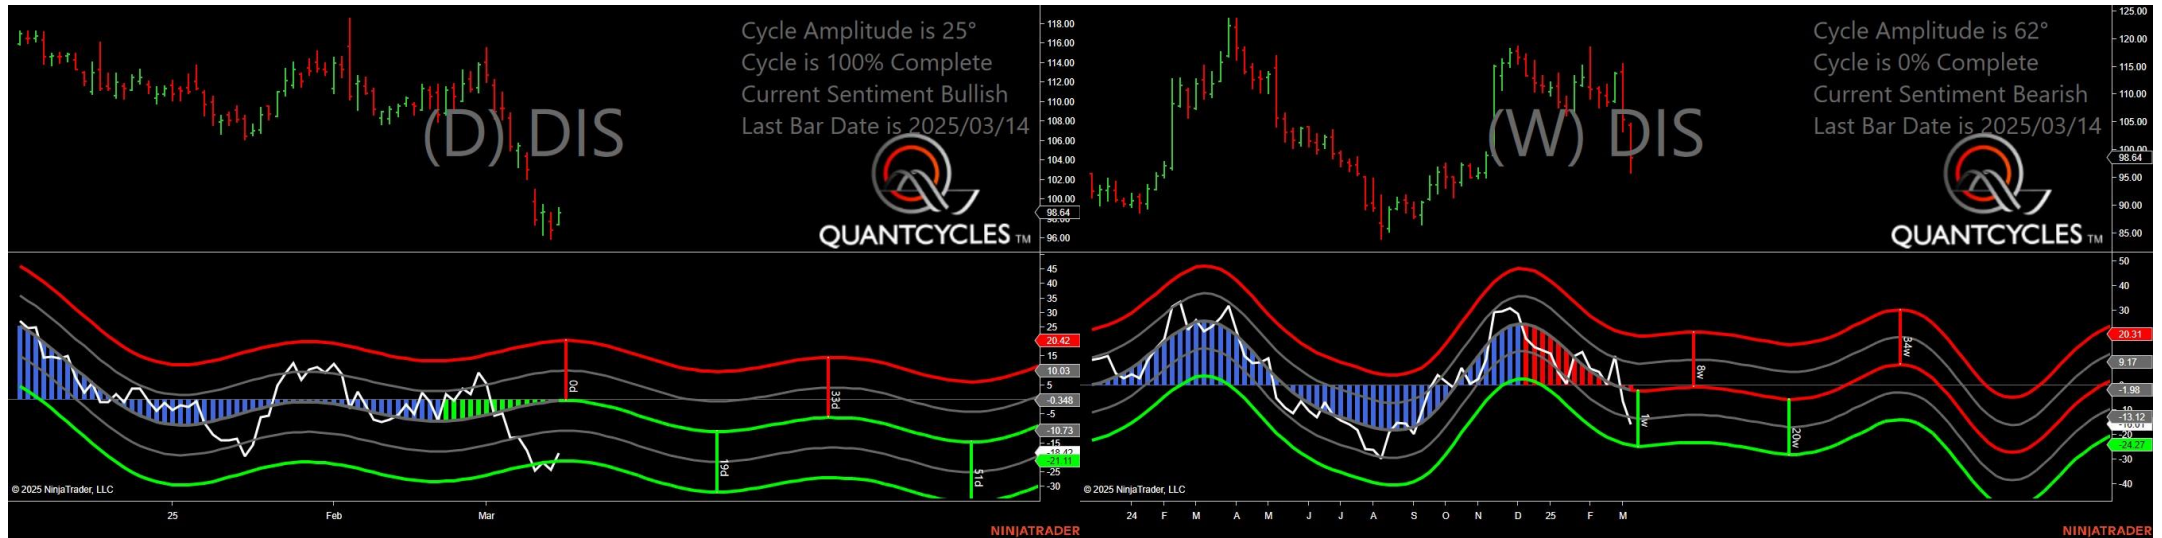 Cycle Amplitude is 25°
Cycle is 100% Complete
Current Sentiment Bullish
Last Bar Date is 2025/03/14
(D) DIS
QUANTCYCLES TM
118.00
116.00
114.00
112.00
110.00
108.00
106.00
104.00
102.00
100.00
98.64
96.00
45
40
35
30
25
20.42
15
10.03
5
-0.348
-5
-10.73
-15
-18.42
-21.11
-25
-30
0d
19d
33d
51d
© 2025 NinjaTrader, LLC
25
Feb
Mar
NINJATRADER
Cycle Amplitude is 62°
Cycle is 0% Complete
Current Sentiment Bearish
Last Bar Date is 2025/03/14
(W) DIS
QUANTCYCLES TM
125.00
120.00
115.00
110.00
105.00
100.00
98.64
95.00
90.00
85.00
50
40
30
20.31
9.17
-1.98
-13.12
-20
-24.27
-30
-40
1w
8w
20w
34w
© 2025 NinjaTrader, LLC
24 F M A M J J A S O N D 25 F M
NINJATRADER